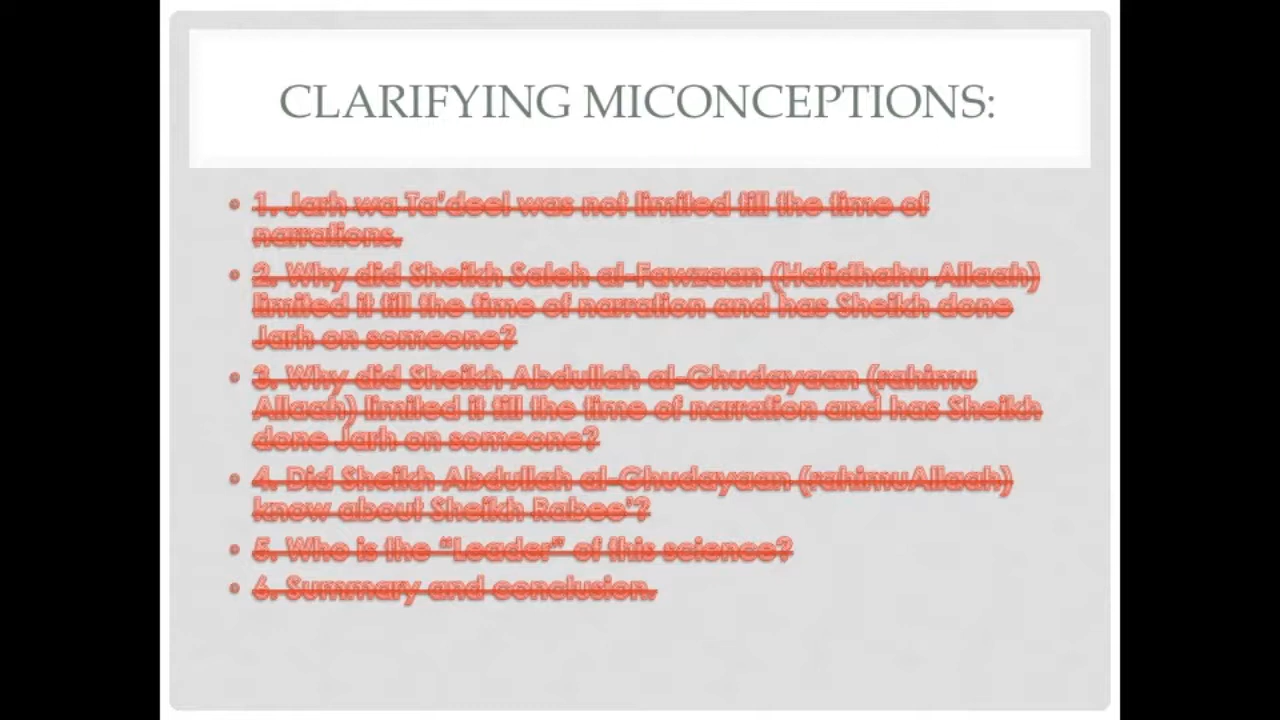 CLARIFYING MICONCEPTIONS:
• 1. Jarh wa Ta'deel was not limited till the time of
narrations.
• 2. Why did Sheikh Saleh al-Fawzaan (Hafidhahu Allaah)
limited it till the time of narration and has Sheikh done
Jarh on someone?
• 3. Why did Sheikh Abdullah al-Ghudayaan (rahimu
Allaah) limited it till the time of narration and has Sheikh
done Jarh on someone?
• 4. Did Sheikh Abdullah al-Ghudayaan (rahimuAllaah)
know about Sheikh Rabee'?
• 5. Who is the “Leader” of this science?
• 6. Summary and conclusion.